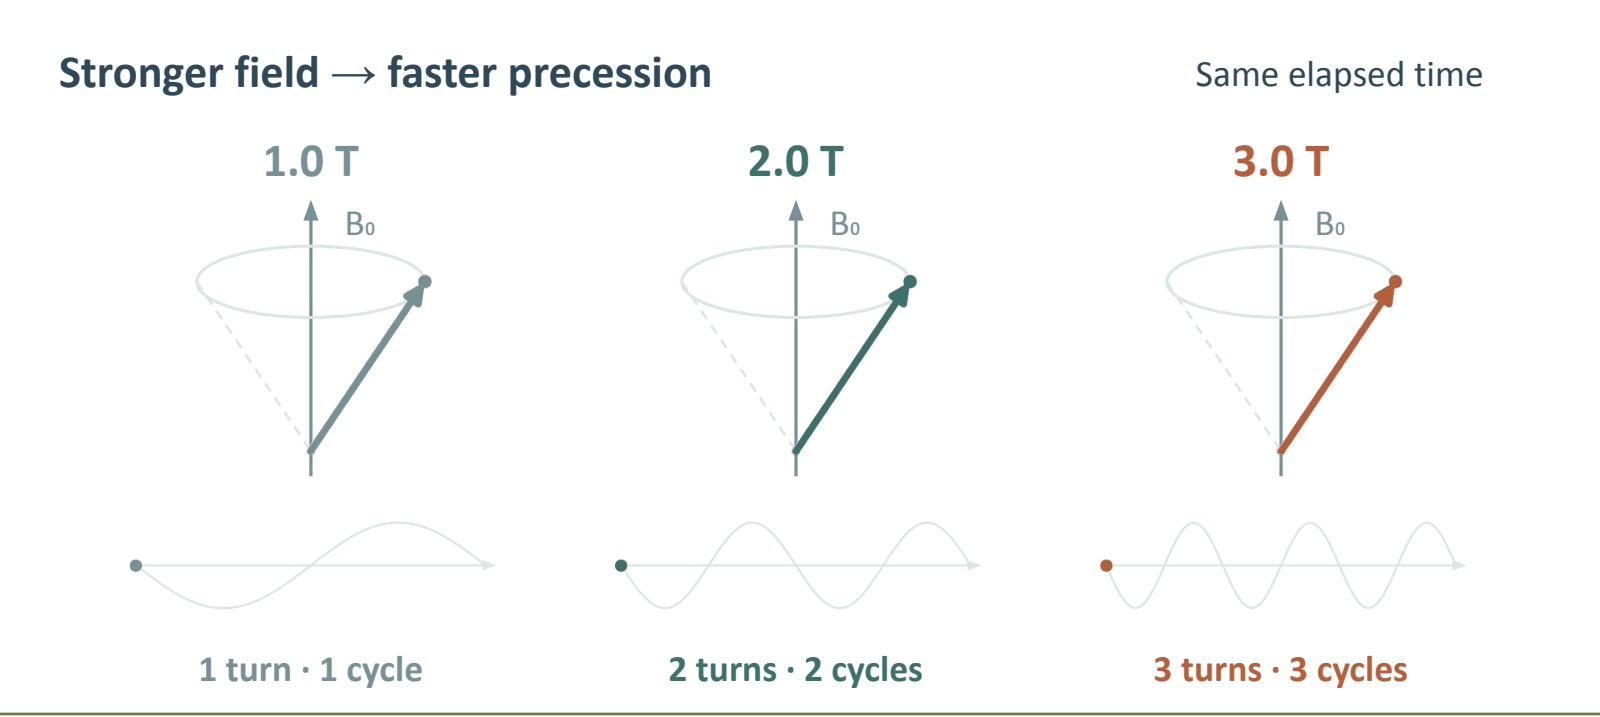 Stronger field → faster precession
Same elapsed time
1.0 T
2.0 T
3.0 T
B₀
B₀
B₀
1 turn · 1 cycle
2 turns · 2 cycles
3 turns · 3 cycles